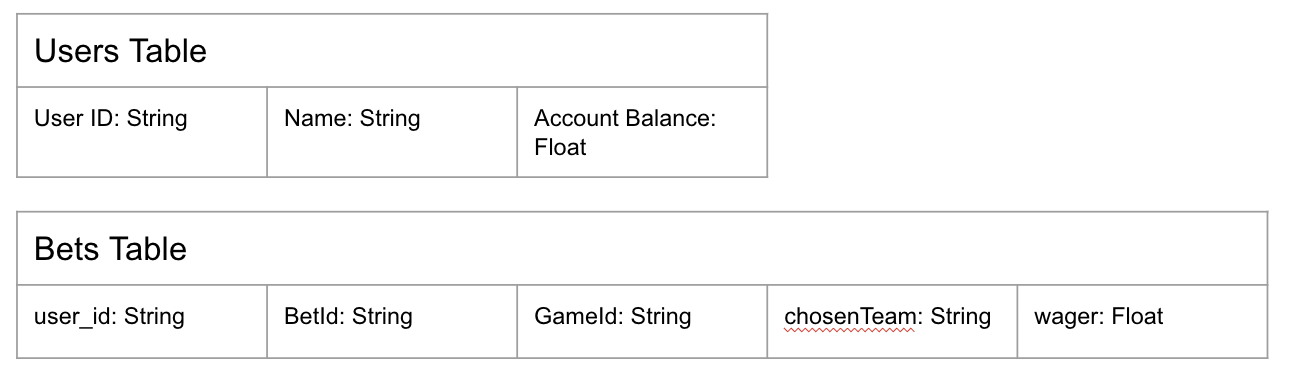 Users Table
User ID: String
Name: String
Account Balance:
Float
Bets Table
user_id: String
BetId: String
GameId: String
chosenTeam: String
wager: Float